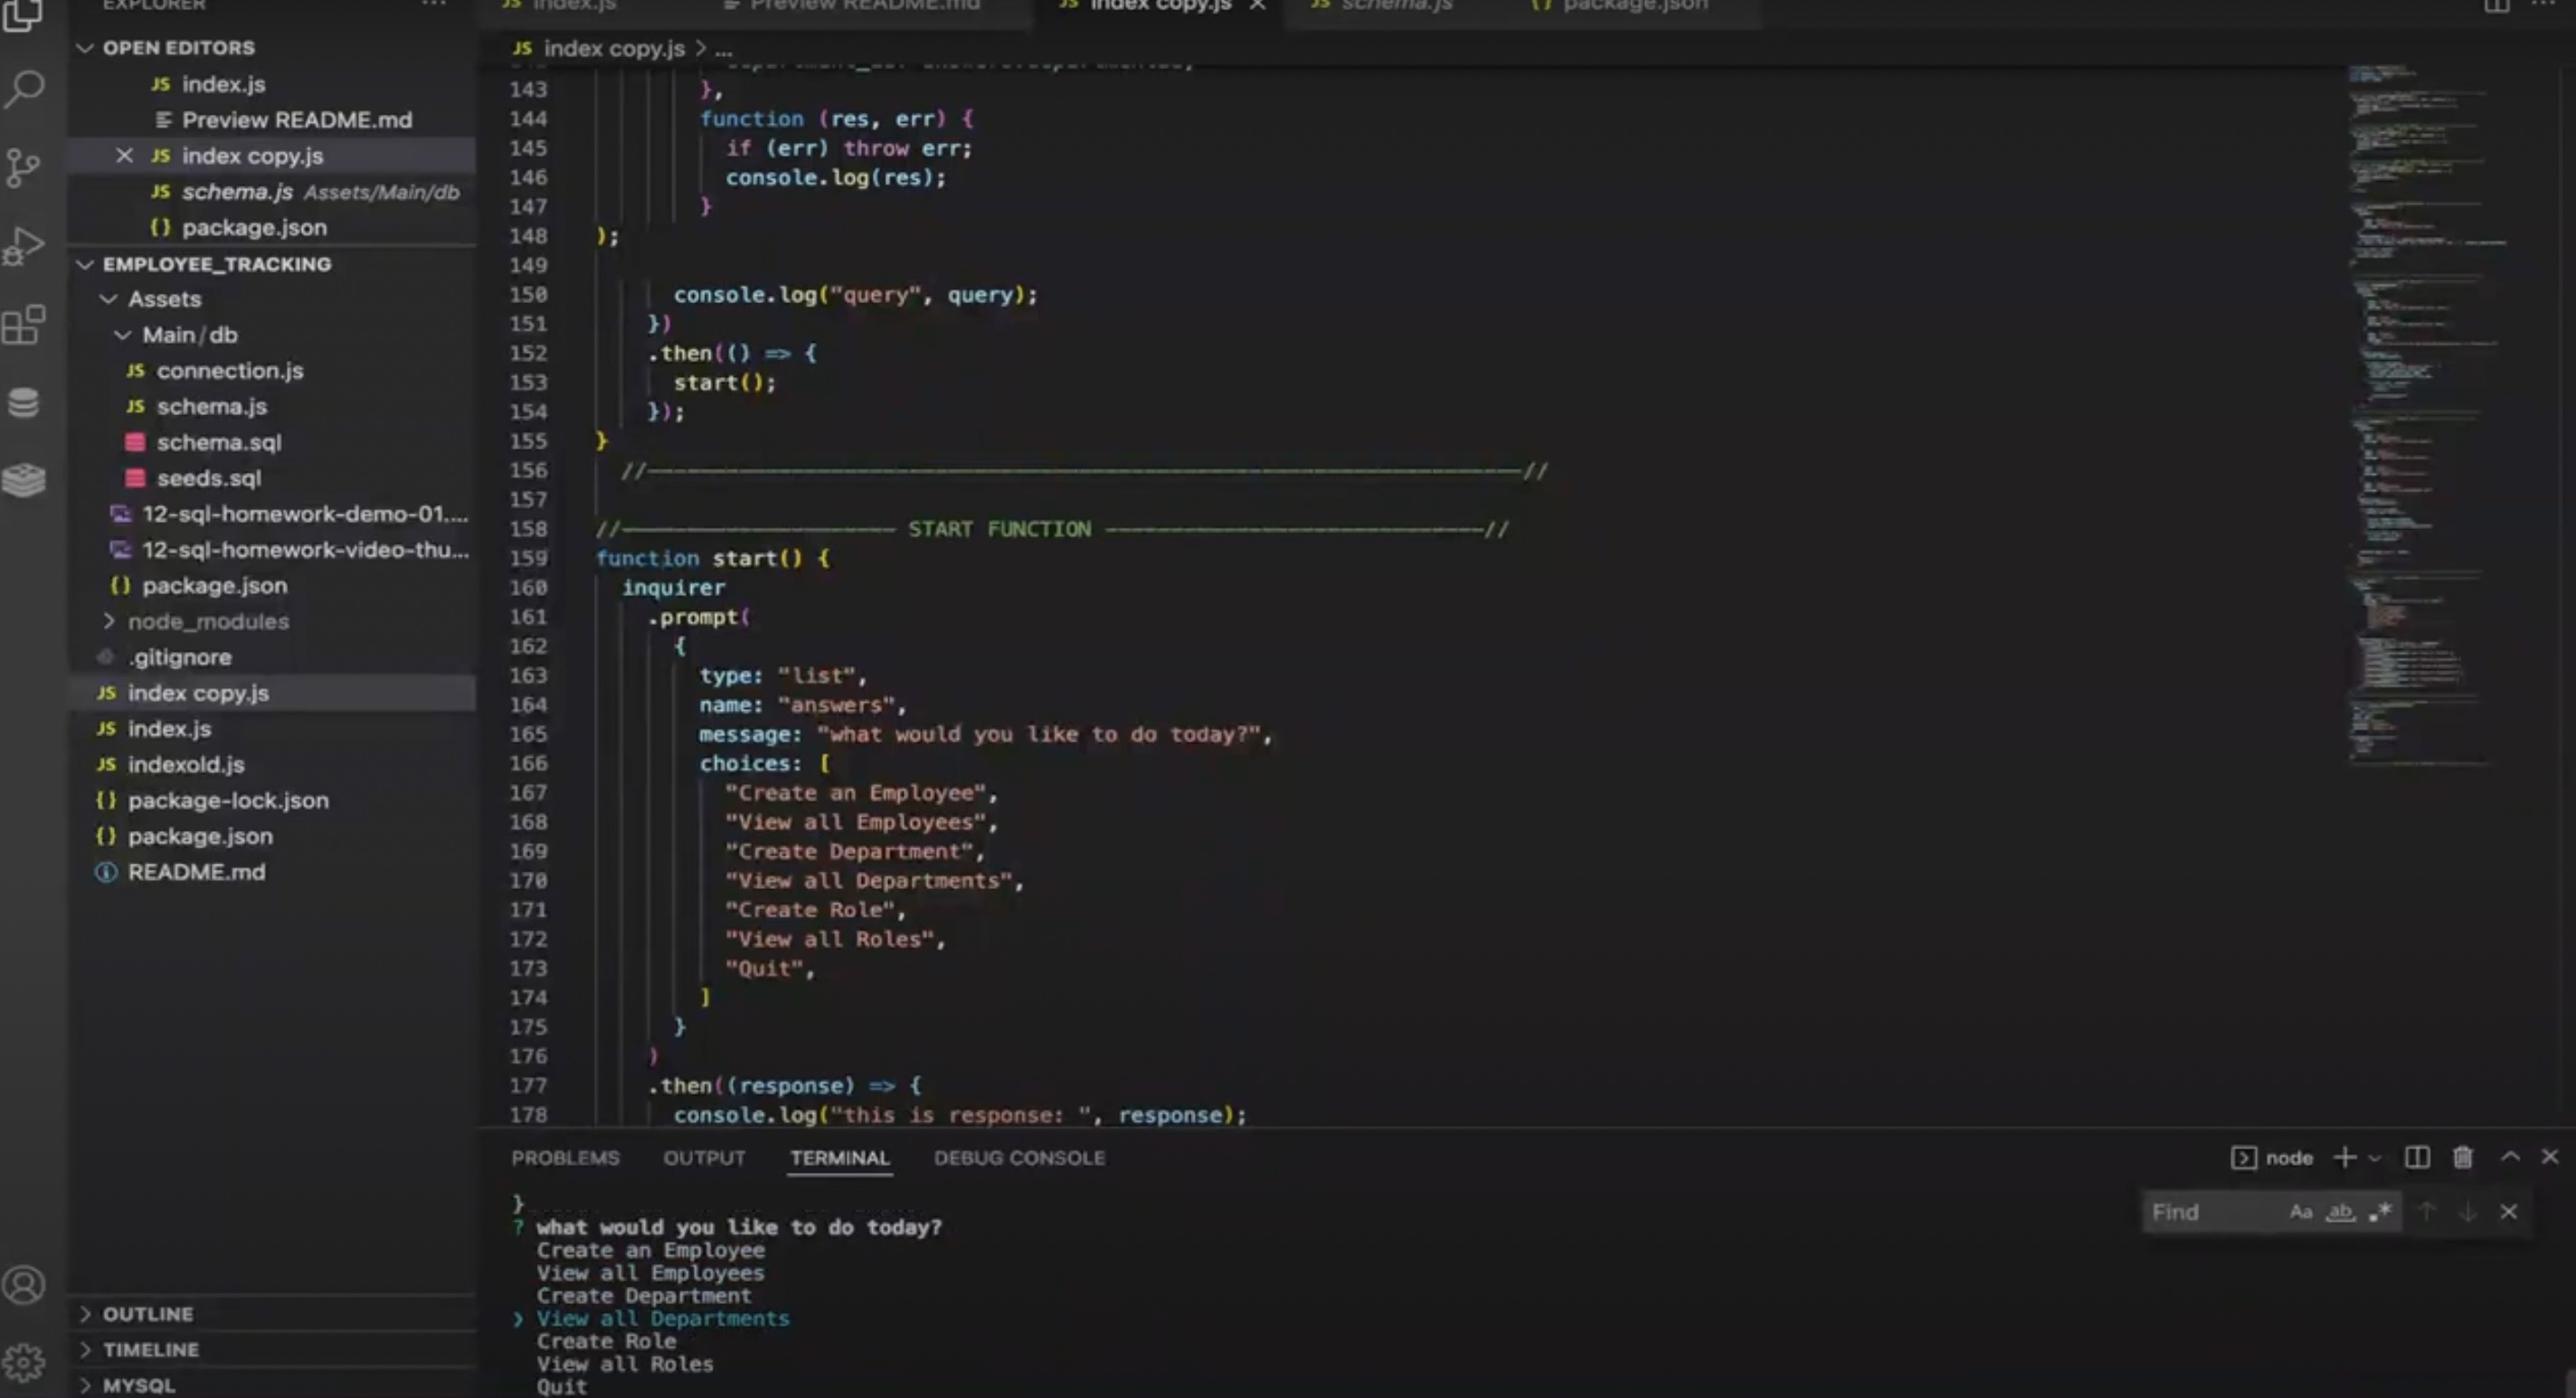 EXPLORER
...
index.js
Preview README.md
index copy.js
schema.js
package.json
OPEN EDITORS
JS index.js
Preview README.md
JS index copy.js
JS schema.js Assets/Main/db
{} package.json
EMPLOYEE_TRACKING
Assets
Main/db
JS connection.js
JS schema.js
schema.sql
seeds.sql
12-sql-homework-demo-01....
12-sql-homework-video-thu...
{} package.json
node_modules
.gitignore
JS index copy.js
JS index.js
JS indexold.js
{} package-lock.json
{} package.json
README.md
OUTLINE
TIMELINE
MYSQL
JS index copy.js > ...
143 },
144 function (res, err) {
145 if (err) throw err;
146 console.log(res);
147 }
148 );
149
150 console.log("query", query);
151 })
152 .then(() => {
153 start();
154 });
155 }
156 //————————————————————//
157
158 //———————— START FUNCTION ————————//
159 function start() {
160 inquirer
161 .prompt(
162 {
163 type: "list",
164 name: "answers",
165 message: "what would you like to do today?",
166 choices: [
167 "Create an Employee",
168 "View all Employees",
169 "Create Department",
170 "View all Departments",
171 "Create Role",
172 "View all Roles",
173 "Quit",
174 ]
175 }
176 )
177 .then((response) => {
178 console.log("this is response: ", response);
PROBLEMS OUTPUT TERMINAL DEBUG CONSOLE
node
Find Aa ab .*
}
? what would you like to do today?
Create an Employee
View all Employees
Create Department
❯ View all Departments
Create Role
View all Roles
Quit